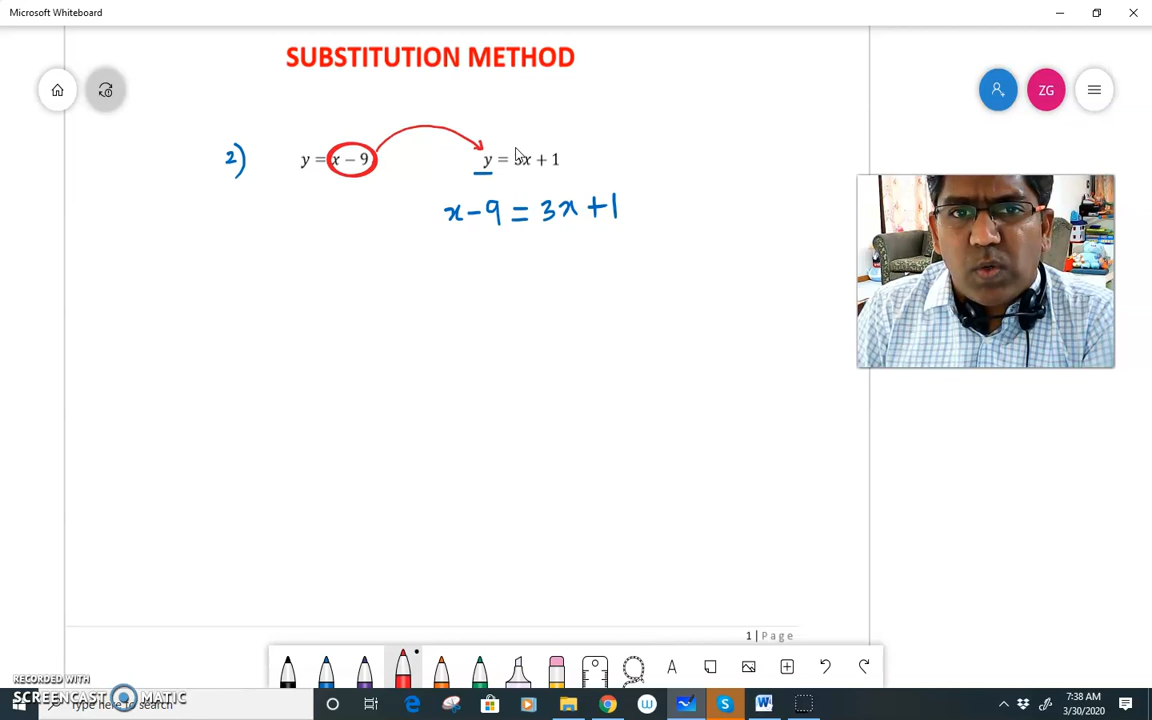 Microsoft Whiteboard
SUBSTITUTION METHOD
ZG
2) y = x − 9 y = 3x + 1
x − 9 = 3x + 1
1 | Page
RECORDED WITH
SCREENCAST MATIC
Type here to search
7:38 AM
3/30/2020